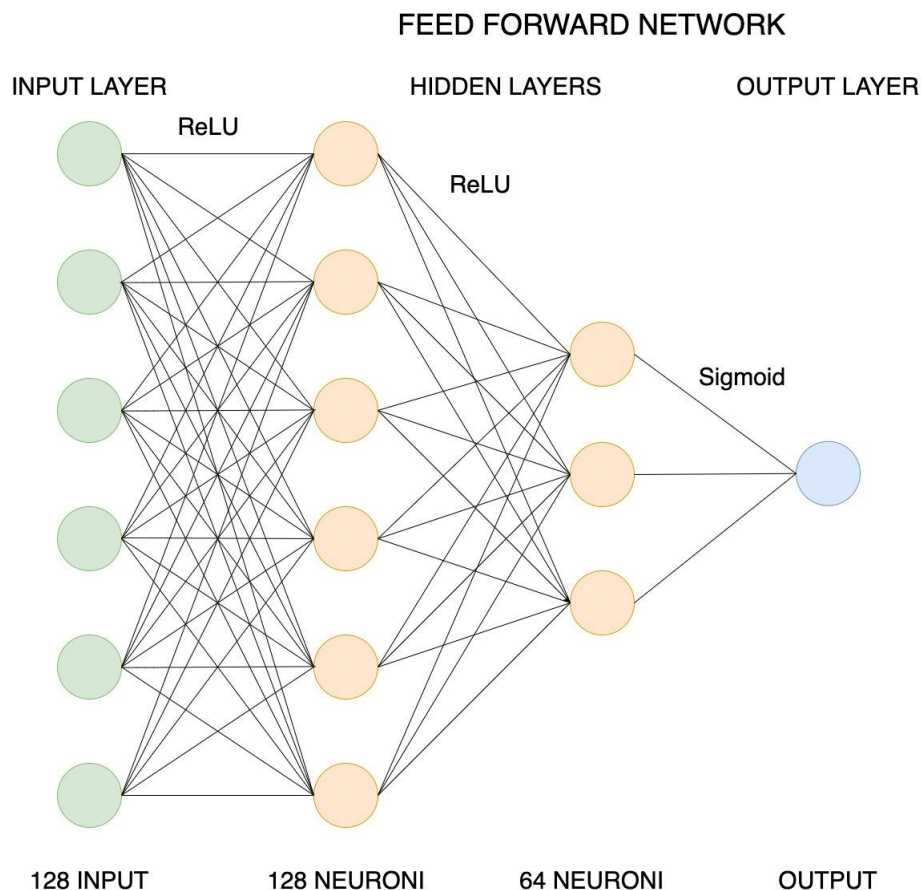 FEED FORWARD NETWORK
INPUT LAYER
HIDDEN LAYERS
OUTPUT LAYER
ReLU
ReLU
Sigmoid
128 INPUT
128 NEURONI
64 NEURONI
OUTPUT